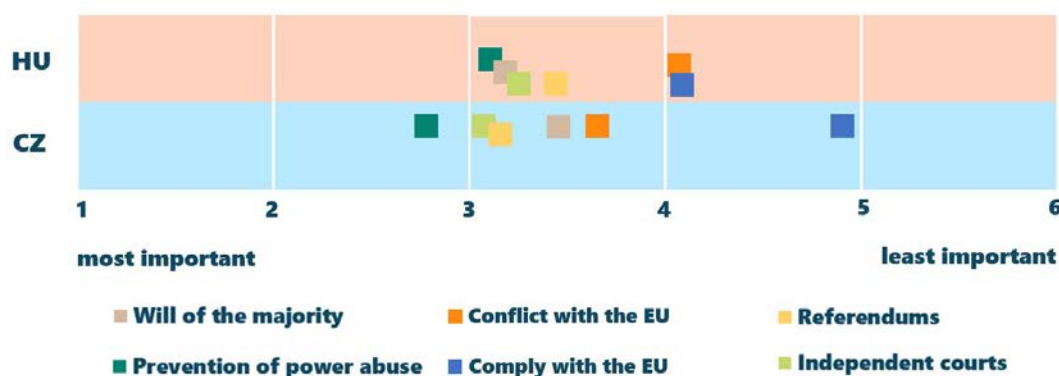 HU
CZ
1 2 3 4 5 6
most important least important
Will of the majority Conflict with the EU Referendums
Prevention of power abuse Comply with the EU Independent courts